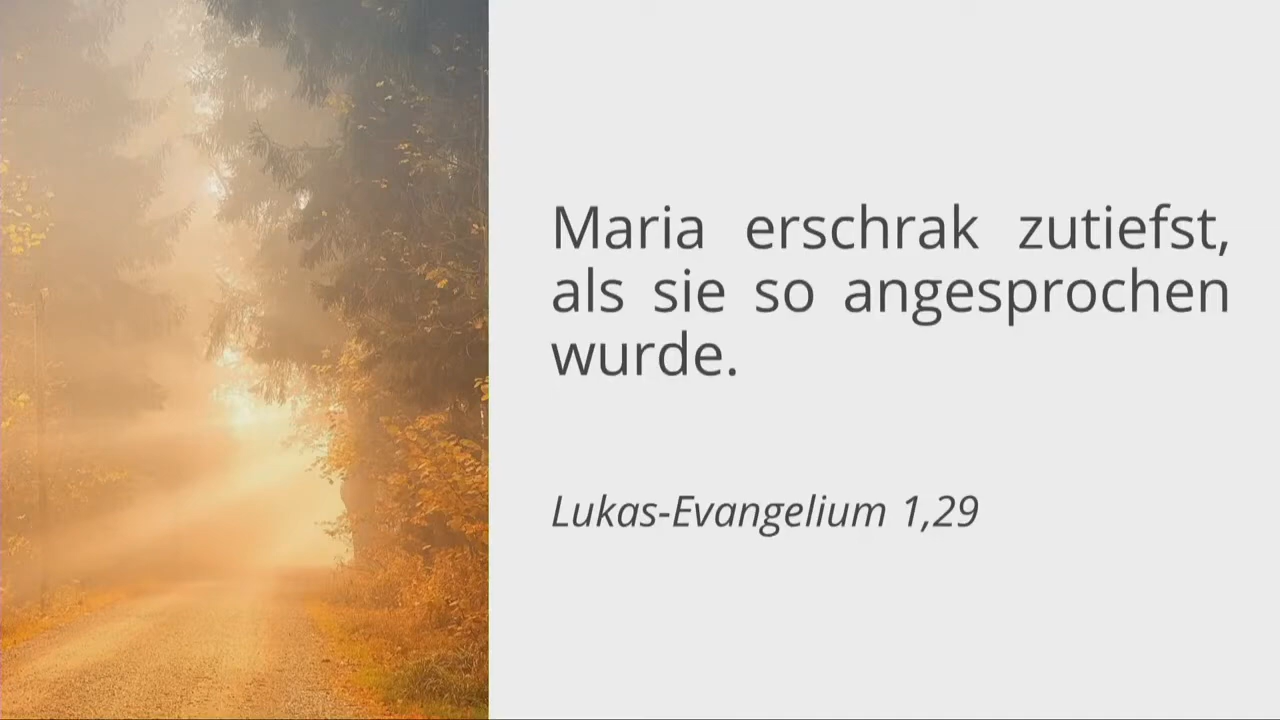 Maria erschrak zutiefst,
als sie so angesprochen
wurde.
Lukas-Evangelium 1,29